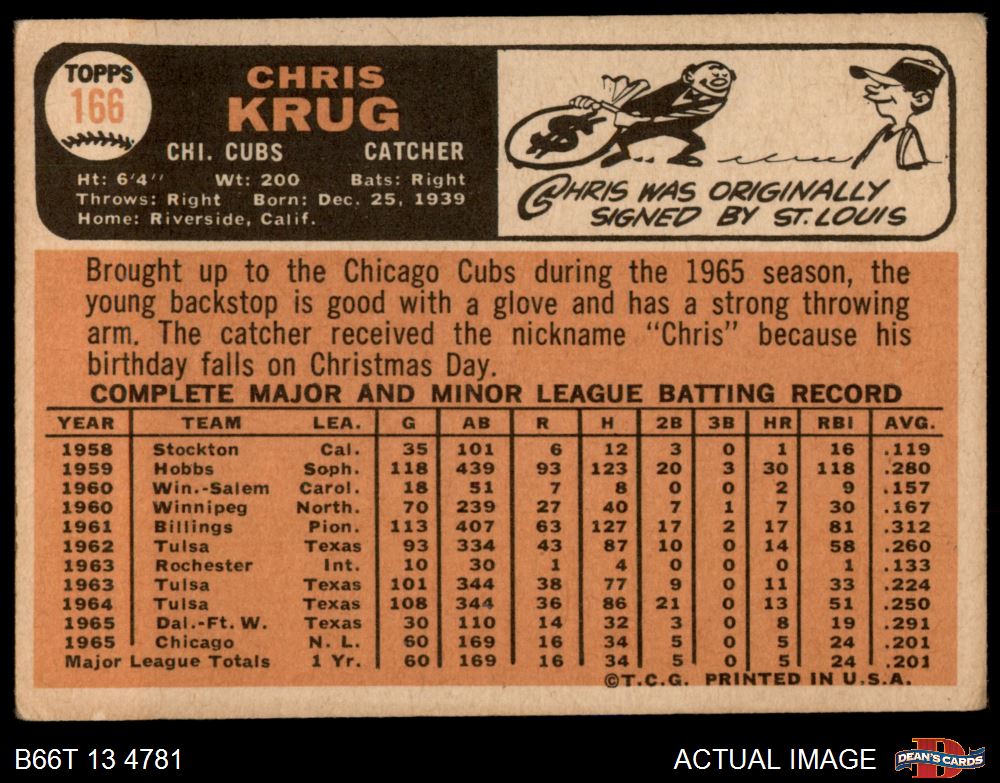 TOPPS
166
CHRIS
KRUG
CHI. CUBS CATCHER
Ht: 6'4'' Wt: 200 Bats: Right
Throws: Right Born: Dec. 25, 1939
Home: Riverside, Calif.
$
CHRIS WAS ORIGINALLY
SIGNED BY ST. LOUIS
Brought up to the Chicago Cubs during the 1965 season, the
young backstop is good with a glove and has a strong throwing
arm. The catcher received the nickname "Chris" because his
birthday falls on Christmas Day.
COMPLETE MAJOR AND MINOR LEAGUE BATTING RECORD
YEAR TEAM LEA. G AB R H 2B 3B HR RBI AVG.
1958 Stockton Cal. 35 101 6 12 3 0 1 16 .119
1959 Hobbs Soph. 118 439 93 123 20 3 30 118 .280
1960 Win.-Salem Carol. 18 51 7 8 0 0 2 9 .157
1960 Winnipeg North. 70 239 27 40 7 1 7 30 .167
1961 Billings Pion. 113 407 63 127 17 2 17 81 .312
1962 Tulsa Texas 93 334 43 87 10 0 14 58 .260
1963 Rochester Int. 10 30 1 4 0 0 0 1 .133
1963 Tulsa Texas 101 344 38 77 9 0 11 33 .224
1964 Tulsa Texas 108 344 36 86 21 0 13 51 .250
1965 Dal.-Ft. W. Texas 30 110 14 32 3 0 8 19 .291
1965 Chicago N. L. 60 169 16 34 5 0 5 24 .201
Major League Totals 1 Yr. 60 169 16 34 5 0 5 24 .201
©T.C.G. PRINTED IN U.S.A.
B66T 13 4781 ACTUAL IMAGE
D
DEAN'S CARDS